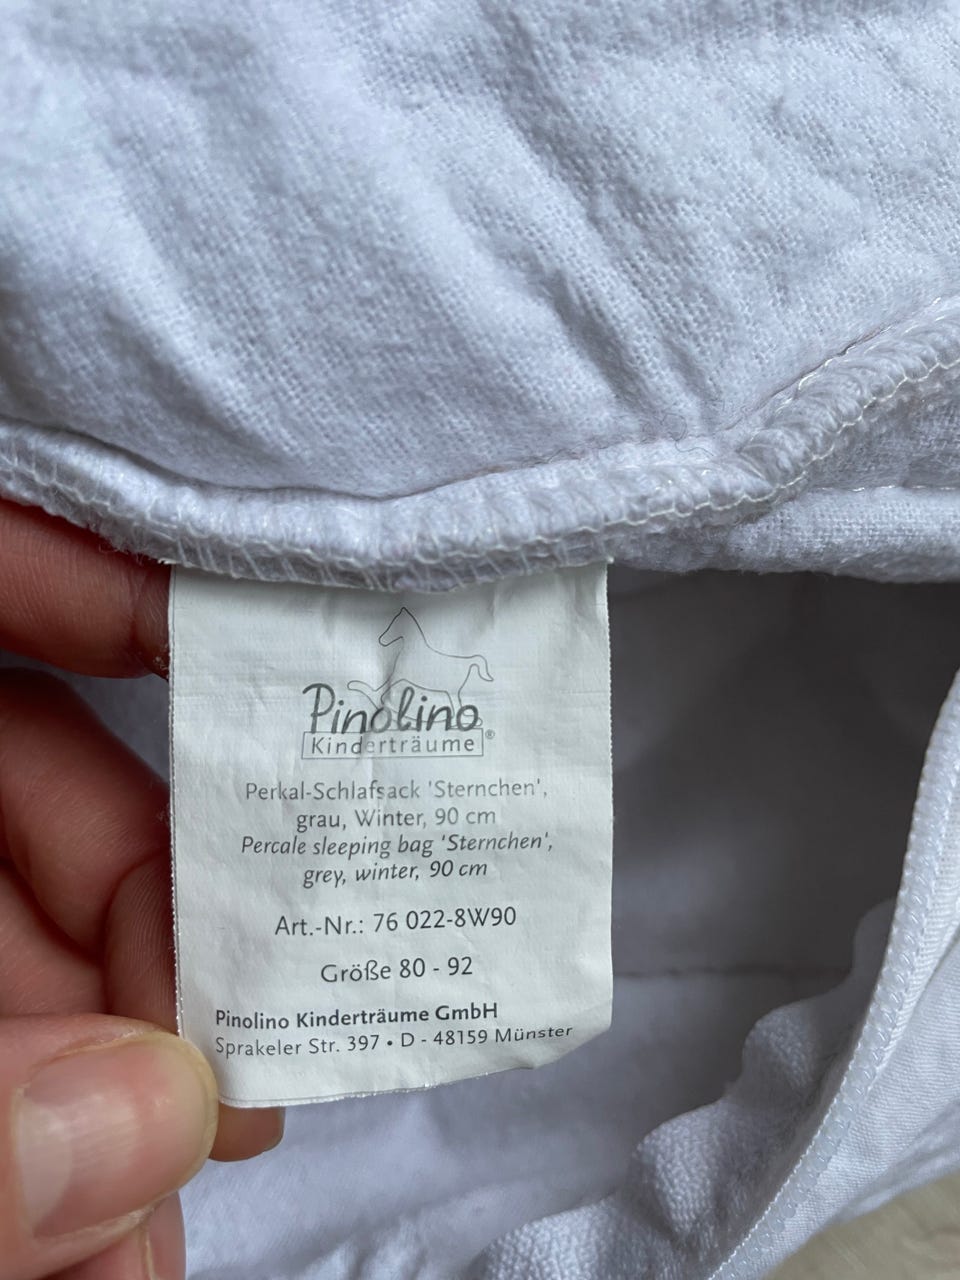 Pinolino®
Kinderträume
Perkal-Schlafsack 'Sternchen',
grau, Winter, 90 cm
Percale sleeping bag 'Sternchen',
grey, winter, 90 cm
Art.-Nr.: 76 022-8W90
Größe 80 - 92
Pinolino Kinderträume GmbH
Sprakeler Str. 397 • D - 48159 Münster